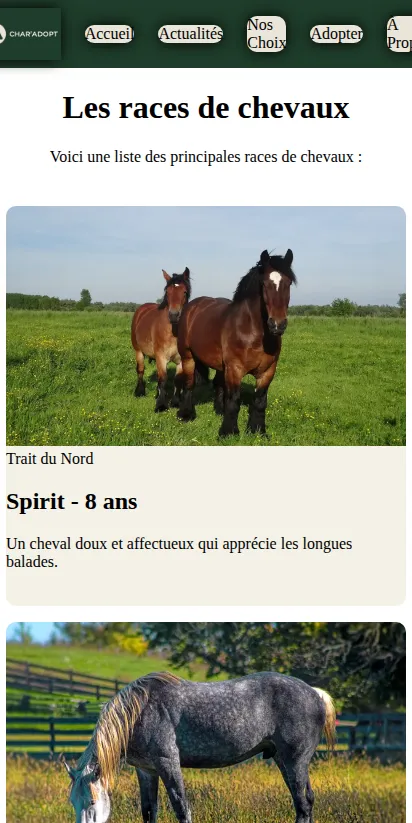 CHAR'ADOPT
Accueil
Actualités
Nos
Choix
Adopter
A
Les races de chevaux
Voici une liste des principales races de chevaux :
Trait du Nord
Spirit - 8 ans
Un cheval doux et affectueux qui apprécie les longues
balades.